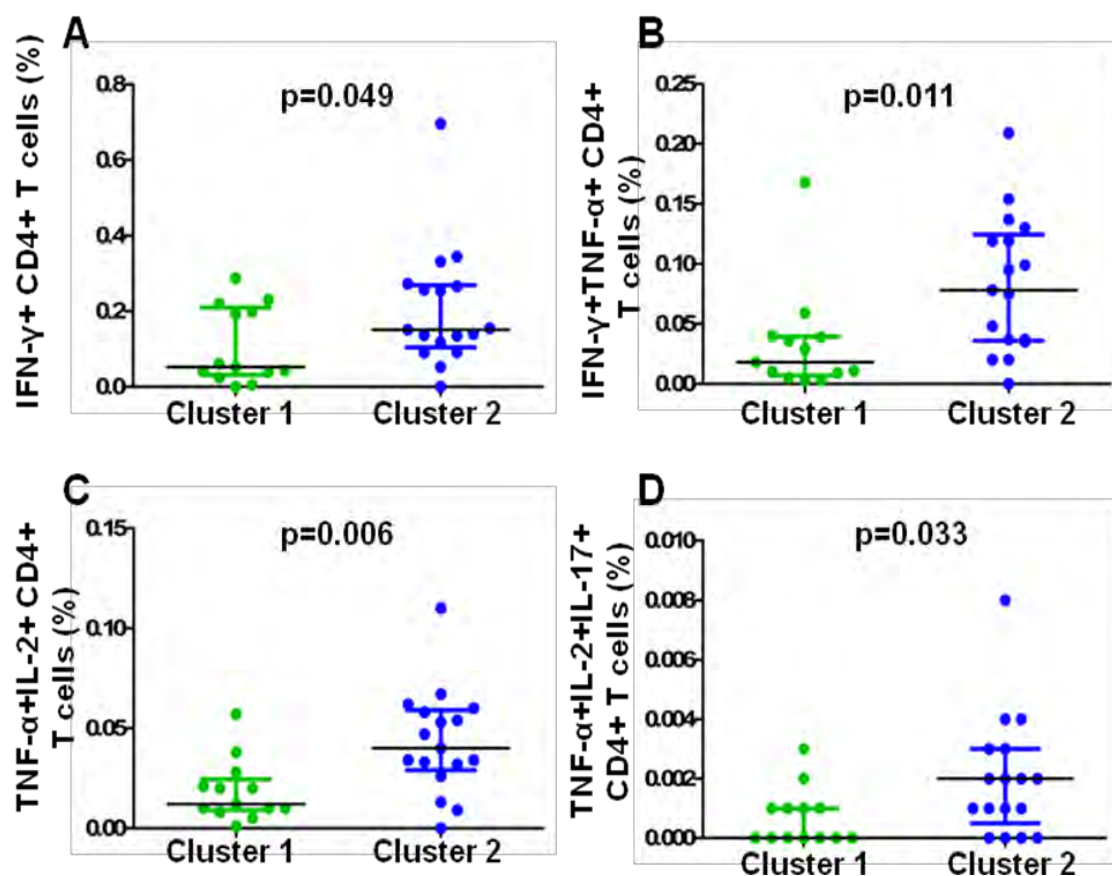 A
IFN-γ+ CD4+ T cells (%)
p=0.049
0.8
0.6
0.4
0.2
0.0
Cluster 1 Cluster 2
B
IFN-γ+TNF-α+ CD4+
T cells (%)
p=0.011
0.25
0.20
0.15
0.10
0.05
0.00
Cluster 1 Cluster 2
C
TNF-α+IL-2+ CD4+
T cells (%)
p=0.006
0.15
0.10
0.05
0.00
Cluster 1 Cluster 2
D
TNF-α+IL-2+IL-17+
CD4+ T cells (%)
p=0.033
0.010
0.008
0.006
0.004
0.002
0.000
Cluster 1 Cluster 2